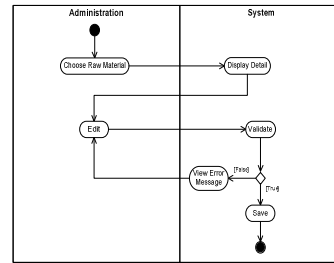 Administration
System
Choose Raw Material
Display Detail
Edit
Validate
[False]
View Error
Message
[True]
Save